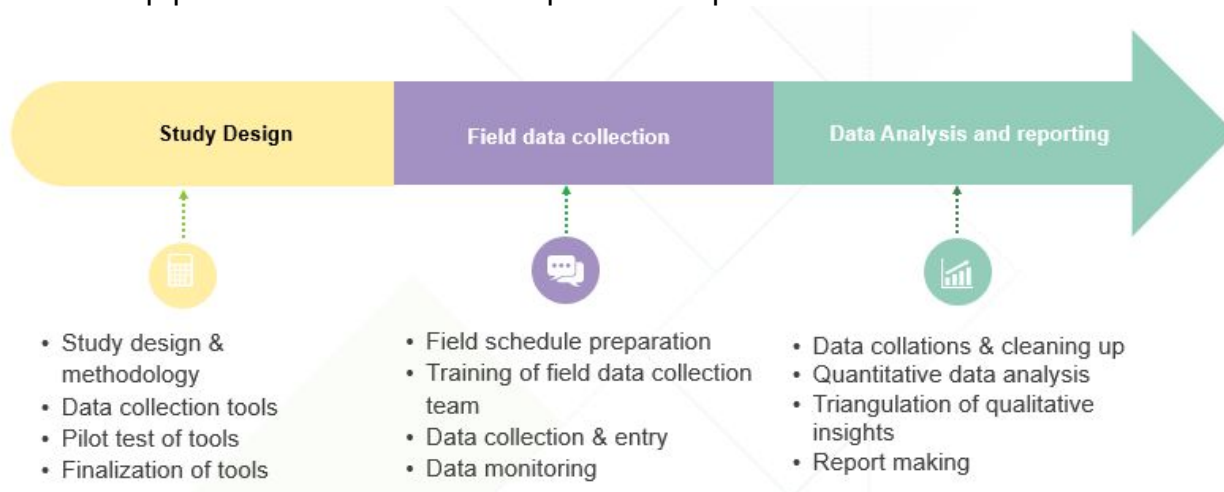 Study Design
Field data collection
Data Analysis and reporting
• Study design &
methodology
• Data collection tools
• Pilot test of tools
• Finalization of tools
• Field schedule preparation
• Training of field data collection
team
• Data collection & entry
• Data monitoring
• Data collations & cleaning up
• Quantitative data analysis
• Triangulation of qualitative
insights
• Report making